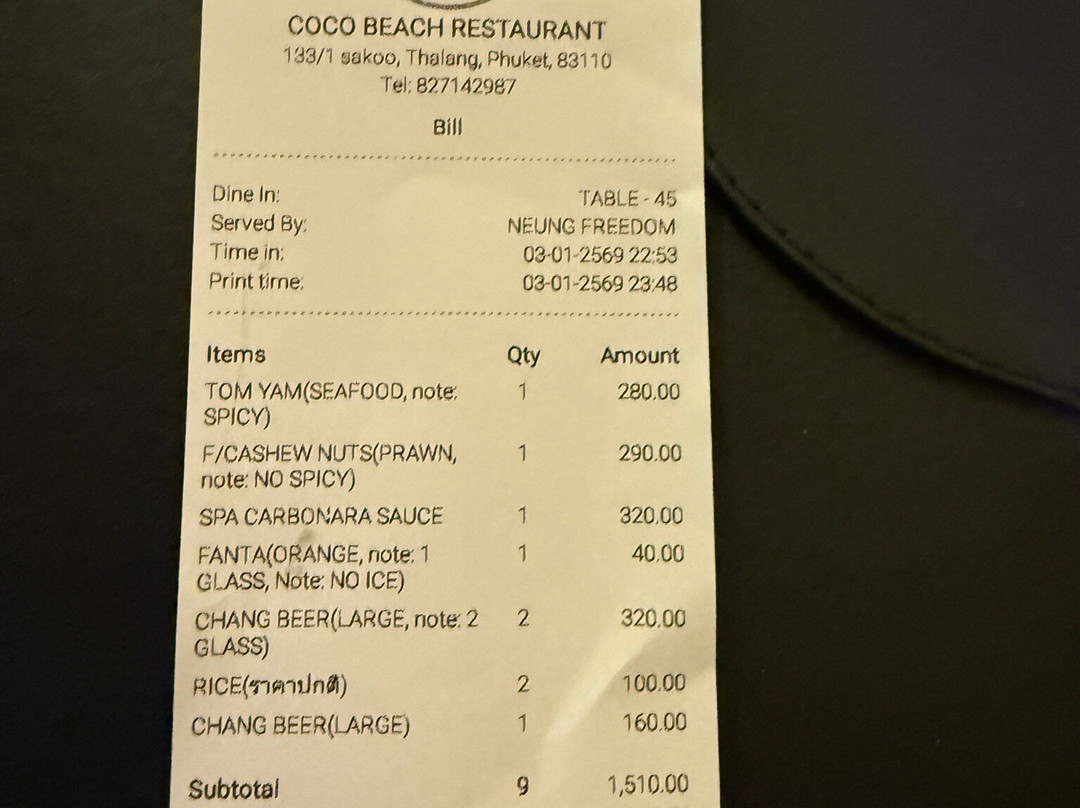 COCO BEACH RESTAURANT
133/1 sakoo, Thalang, Phuket, 83110
Tel: 827142987
Bill
Dine In: TABLE - 45
Served By: NEUNG FREEDOM
Time in: 03-01-2569 22:53
Print time: 03-01-2569 23:48
Items Qty Amount
TOM YAM(SEAFOOD, note: 1 280.00
SPICY)
F/CASHEW NUTS(PRAWN, 1 290.00
note: NO SPICY)
SPA CARBONARA SAUCE 1 320.00
FANTA(ORANGE, note: 1 1 40.00
GLASS, Note: NO ICE)
CHANG BEER(LARGE, note: 2 2 320.00
GLASS)
RICE(ราคาปกติ) 2 100.00
CHANG BEER(LARGE) 1 160.00
Subtotal 9 1,510.00